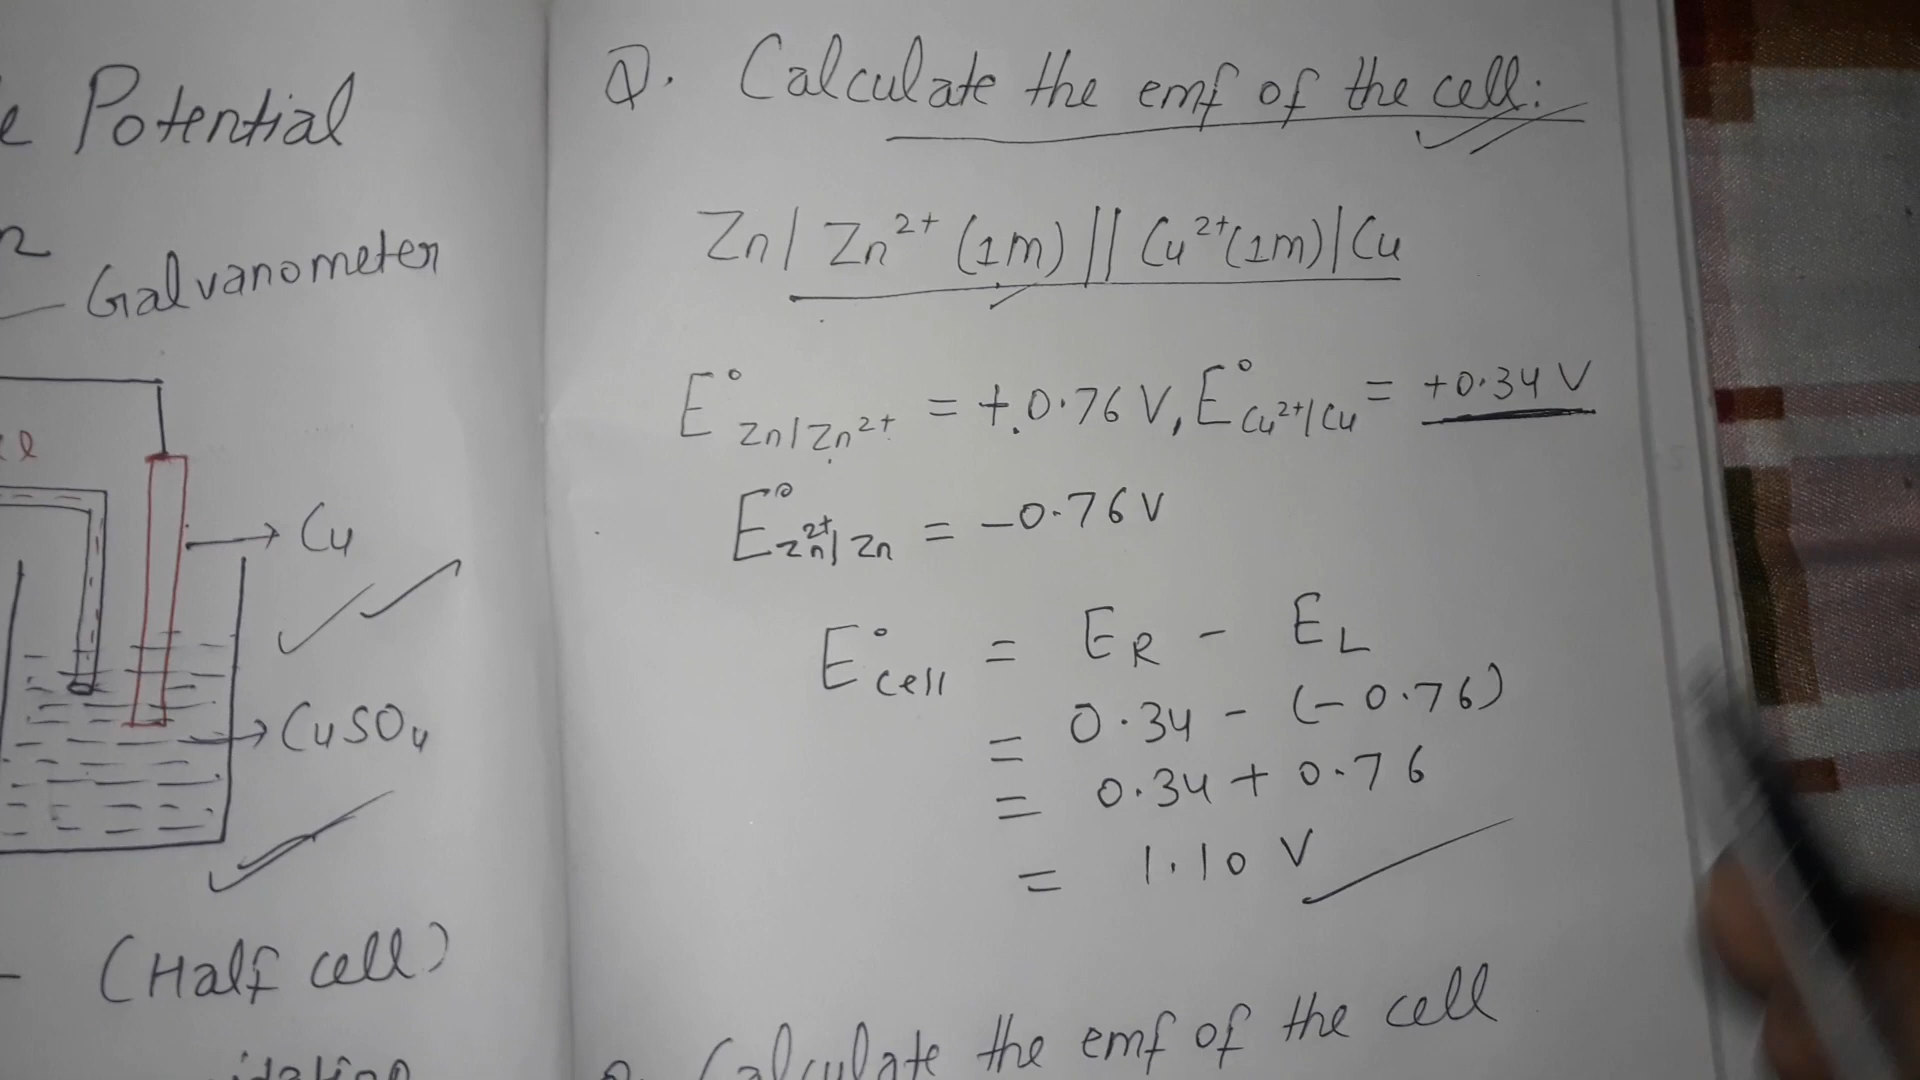 Potential
Galvanometer
Cu
CuSO4
(Half cell)
Q. Calculate the emf of the cell:
Zn | Zn²⁺ (1m) || Cu²⁺(1m) | Cu
E° Zn|Zn²⁺ = +0.76 V, E° Cu²⁺|Cu = +0.34 V
E° Zn²⁺|Zn = -0.76 V
E° cell = E_R - E_L
= 0.34 - (-0.76)
= 0.34 + 0.76
= 1.10 V
Calculate the emf of the cell